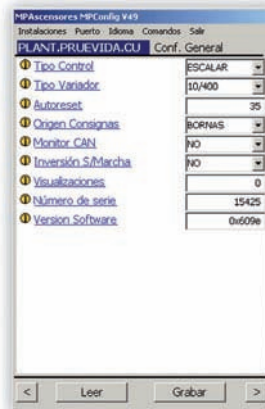 MPAscensores MPConfig V49
Instalaciones Puerto Idioma Comandos Salir
PLANT.PRUEVIDA.CU Conf. General
Tipo Control ESCALAR
Tipo Variador 10/400
Autoreset 35
Origen Consignas BORNAS
Monitor CAN NO
Inversión S/Marcha NO
Visualizaciones 0
Número de serie 15425
Version Software 0x609e
< Leer Grabar >